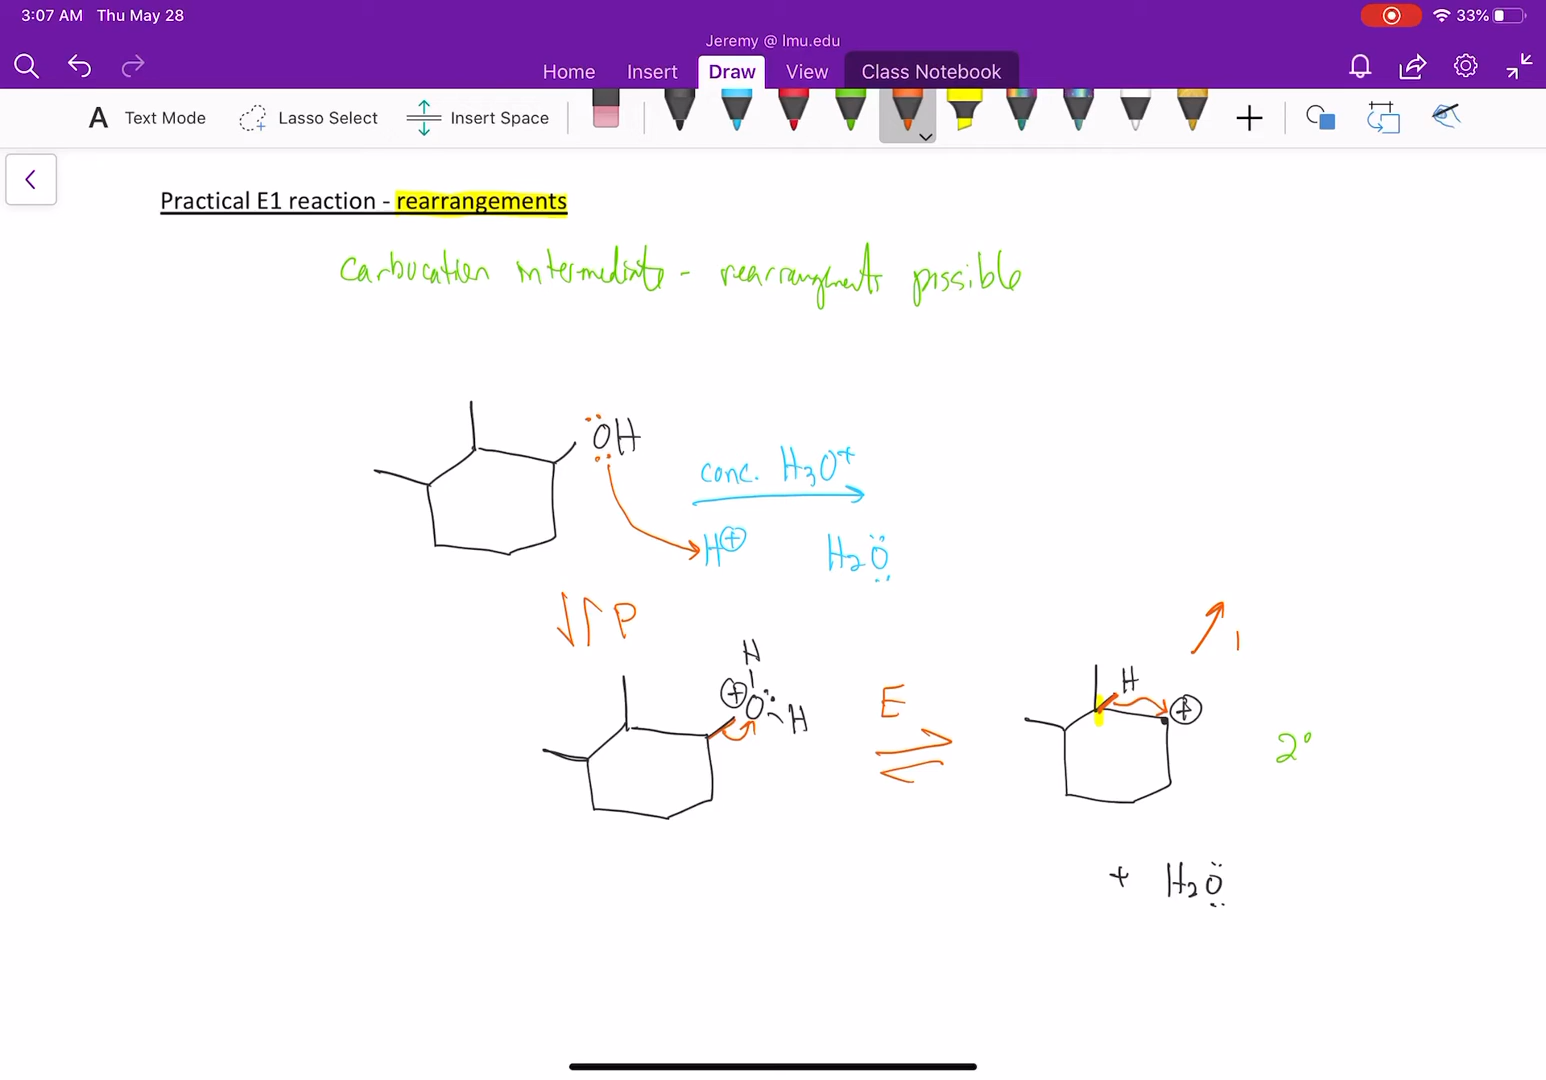 3:07 AM Thu May 28
33%
Jeremy @ lmu.edu
Home Insert Draw View Class Notebook
A Text Mode Lasso Select Insert Space
Practical E1 reaction - rearrangements
carbocation intermediate - rearrangements possible
OH
conc. H3O+
H⊕ H2O
P
H
⊕O H
E
H
⊕
2°
+ H2O